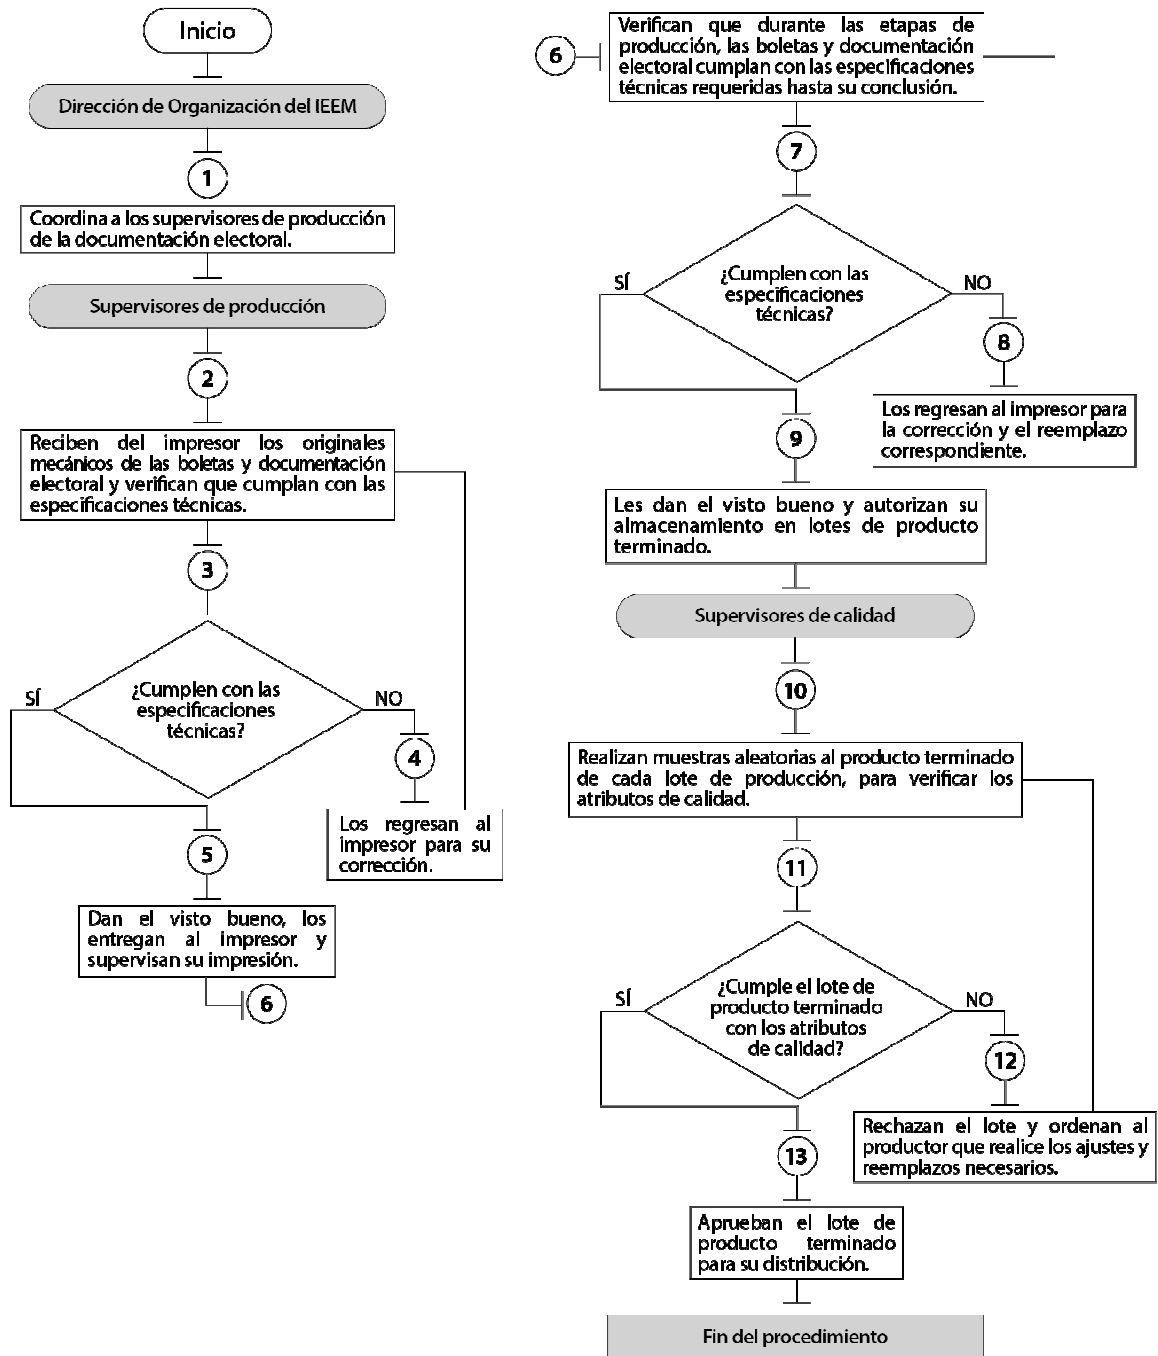 Inicio
Dirección de Organización del IEEM
1
Coordina a los supervisores de producción
de la documentación electoral.
Supervisores de producción
2
Reciben del impresor los originales
mecánicos de las boletas y documentación
electoral y verifican que cumplan con las
especificaciones técnicas.
3
¿Cumplen con las
especificaciones
técnicas?
SÍ
NO
4
Los regresan al
impresor para su
corrección.
5
Dan el visto bueno, los
entregan al impresor y
supervisan su impresión.
6
6
Verifican que durante las etapas de
producción, las boletas y documentación
electoral cumplan con las especificaciones
técnicas requeridas hasta su conclusión.
7
¿Cumplen con las
especificaciones
técnicas?
SÍ
NO
8
Los regresan al impresor para
la corrección y el reemplazo
correspondiente.
9
Les dan el visto bueno y autorizan su
almacenamiento en lotes de producto
terminado.
Supervisores de calidad
10
Realizan muestras aleatorias al producto terminado
de cada lote de producción, para verificar los
atributos de calidad.
11
¿Cumple el lote de
producto terminado
con los atributos
de calidad?
SÍ
NO
12
Rechazan el lote y ordenan al
productor que realice los ajustes y
reemplazos necesarios.
13
Aprueban el lote de
producto terminado
para su distribución.
Fin del procedimiento